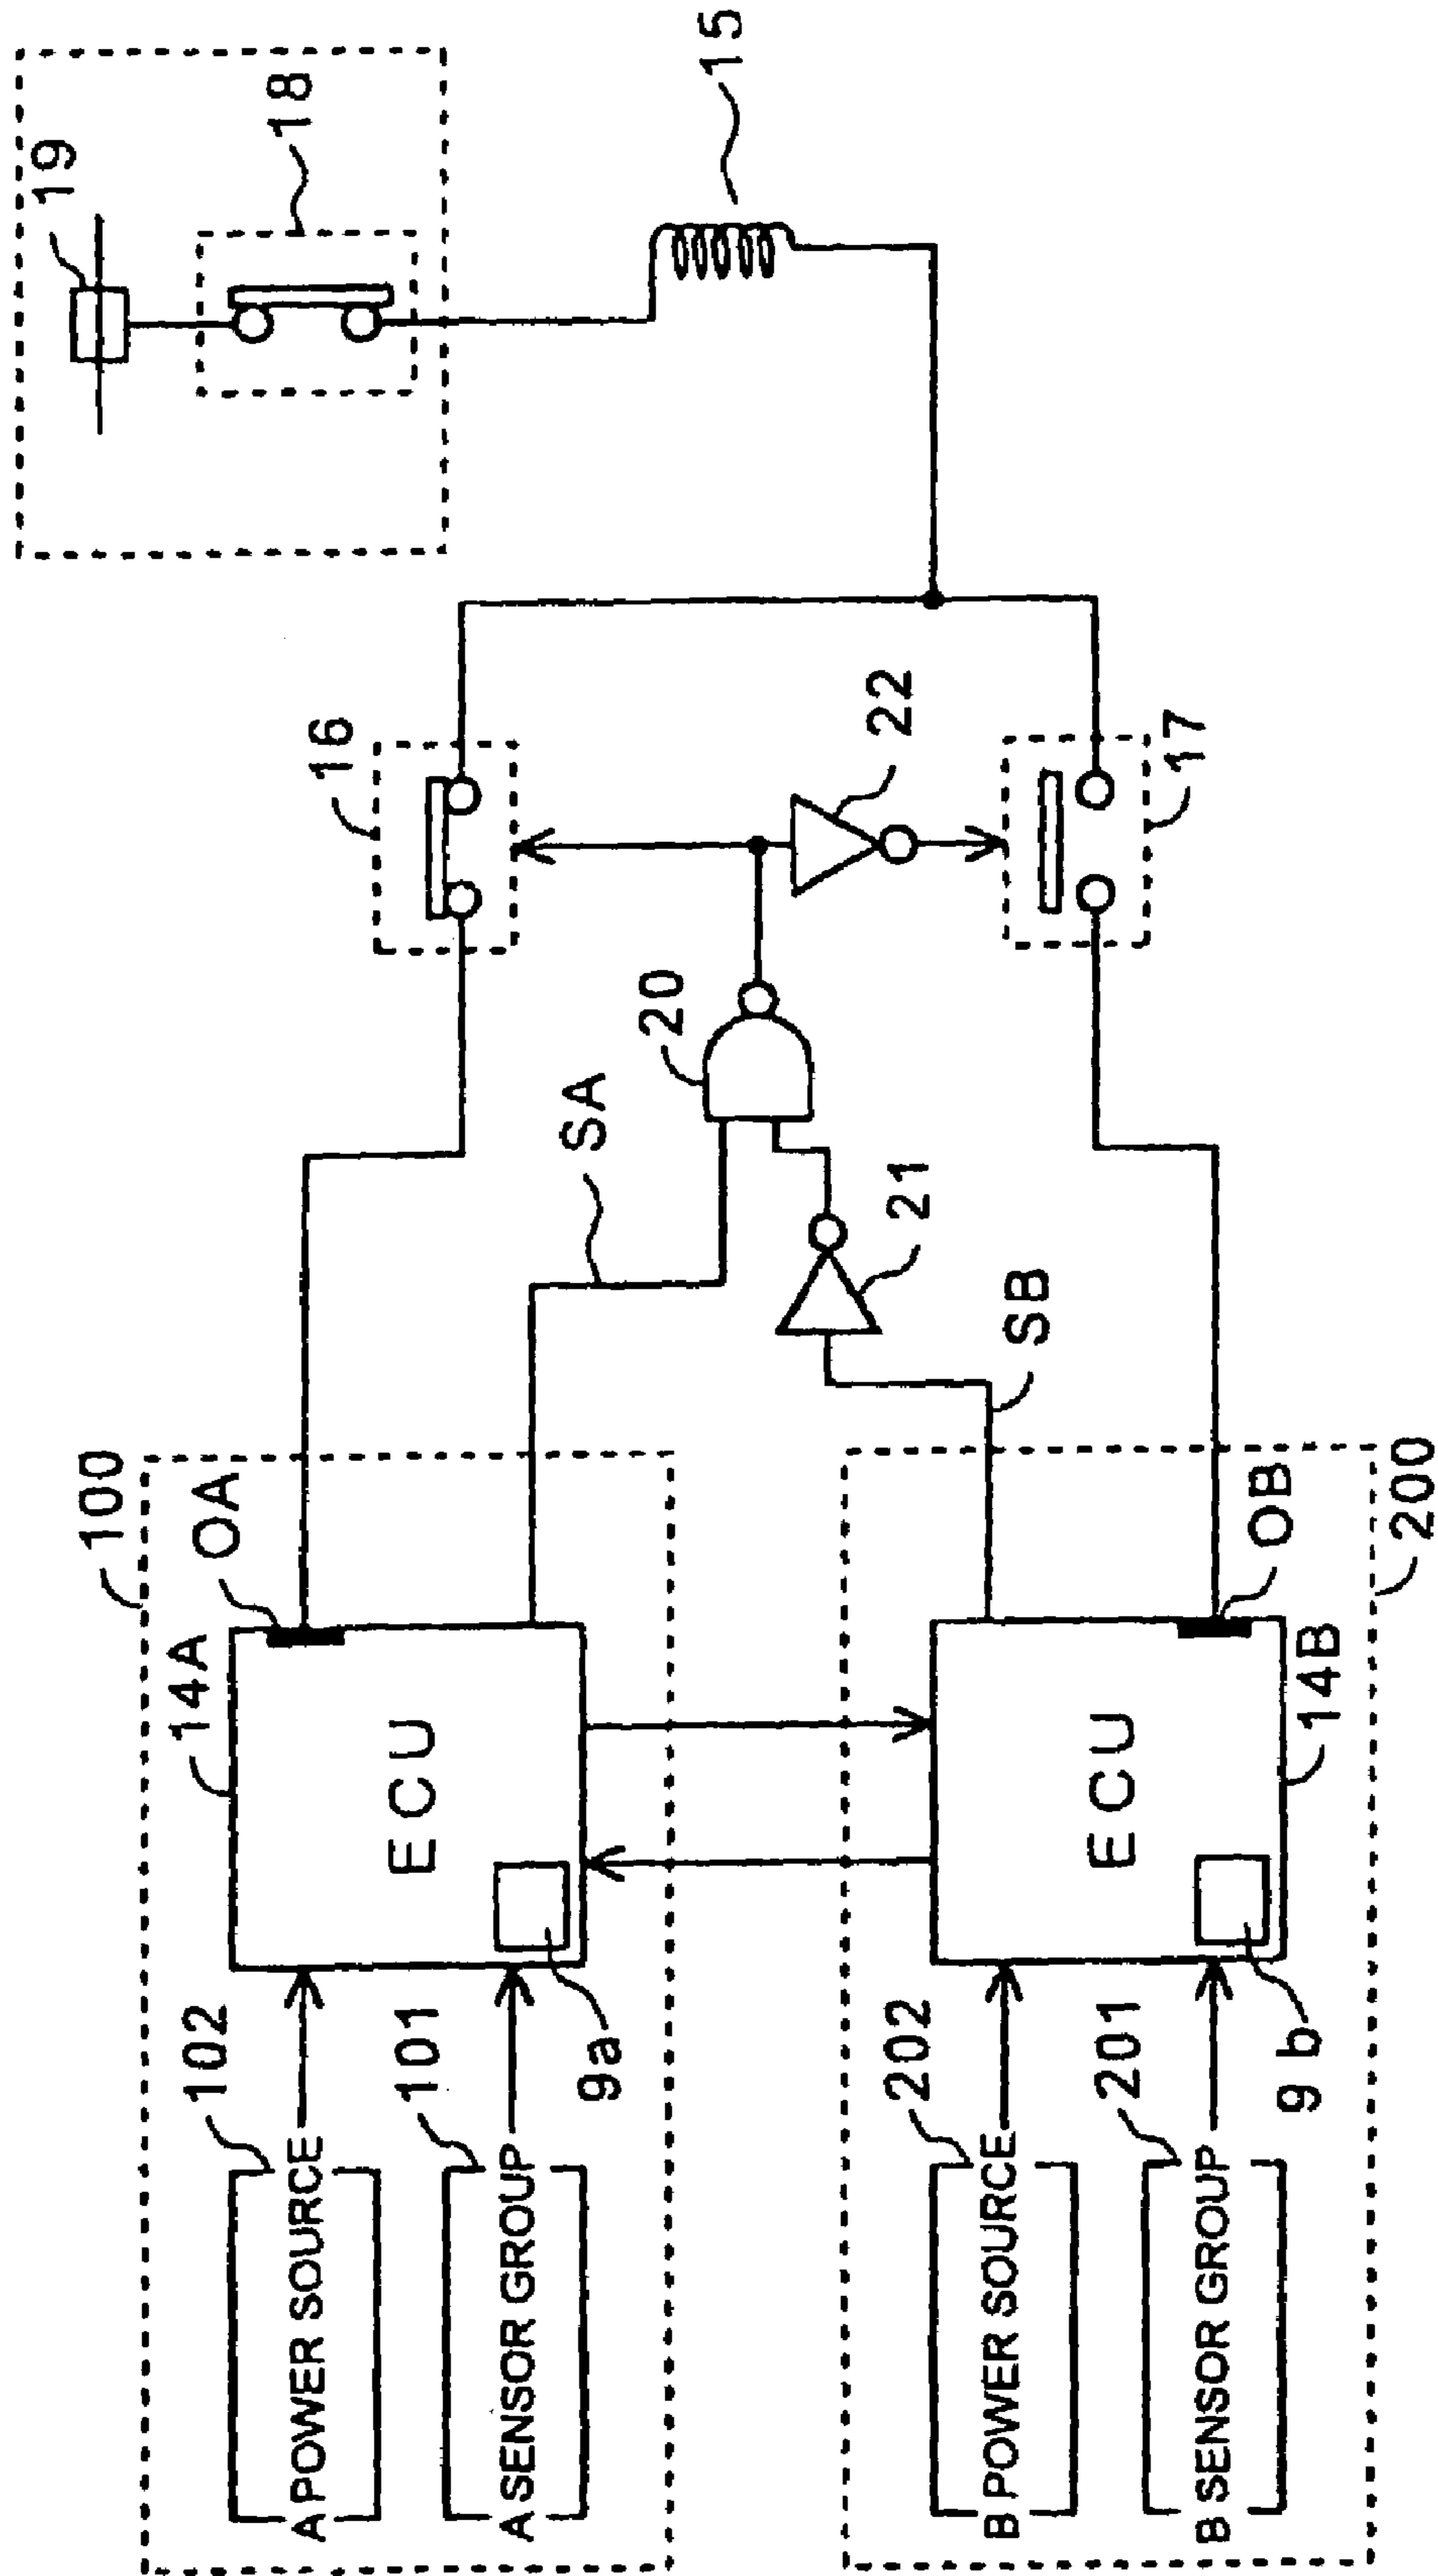 19
18
15
16
22
17
20
SA
21
SB
100
OA
14A
ECU
9a
102
A POWER SOURCE
101
A SENSOR GROUP
200
OB
14B
ECU
9b
202
B POWER SOURCE
201
B SENSOR GROUP